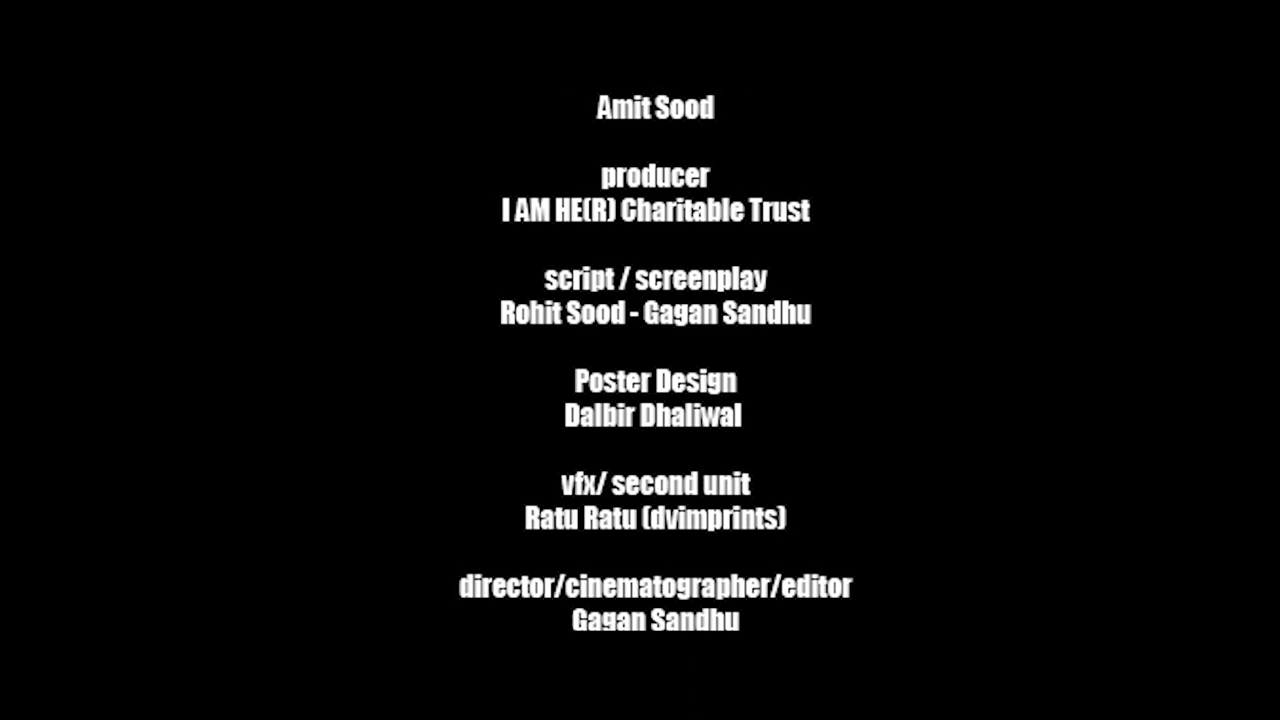 Amit Sood
producer
I AM HE(R) Charitable Trust
script / screenplay
Rohit Sood - Gagan Sandhu
Poster Design
Dalbir Dhaliwal
vfx/ second unit
Ratu Ratu (dvimprints)
director/cinematographer/editor
Gagan Sandhu